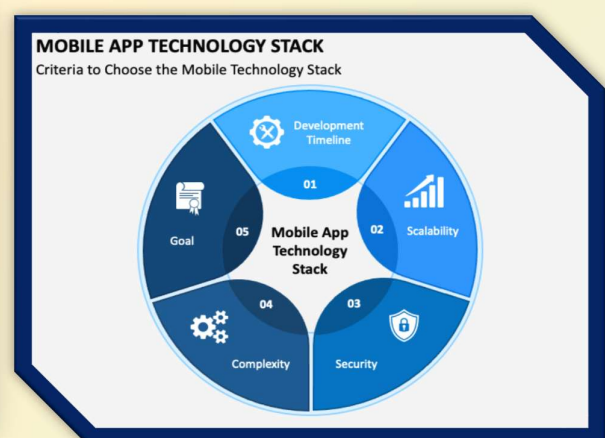 MOBILE APP TECHNOLOGY STACK
Criteria to Choose the Mobile Technology Stack
Development
Timeline
01
02
Scalability
03
Security
04
Complexity
05
Goal
Mobile App
Technology
Stack